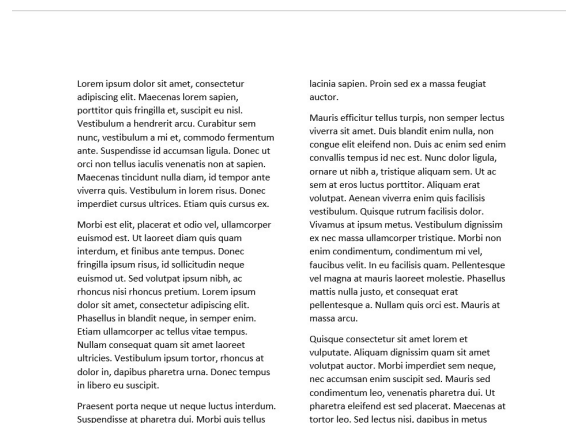 Lorem ipsum dolor sit amet, consectetur
adipiscing elit. Maecenas lorem sapien,
porttitor quis fringilla et, suscipit eu nisl.
Vestibulum a hendrerit arcu. Curabitur sem
nunc, vestibulum a mi et, commodo fermentum
ante. Suspendisse id accumsan ligula. Donec ut
orci non tellus iaculis venenatis non at sapien.
Maecenas tincidunt nulla diam, id tempor ante
viverra quis. Vestibulum in lorem risus. Donec
imperdiet cursus ultrices. Etiam quis cursus ex.
Morbi est elit, placerat et odio vel, ullamcorper
euismod est. Ut laoreet diam quis quam
interdum, et finibus ante tempus. Donec
fringilla ipsum risus, id sollicitudin neque
euismod ut. Sed volutpat ipsum nibh, ac
rhoncus nisi rhoncus pretium. Lorem ipsum
dolor sit amet, consectetur adipiscing elit.
Phasellus in blandit neque, in semper enim.
Etiam ullamcorper ac tellus vitae tempus.
Nullam consequat quam sit amet laoreet
ultricies. Vestibulum ipsum tortor, rhoncus at
dolor in, dapibus pharetra urna. Donec tempus
in libero eu suscipit.
Praesent porta neque ut neque luctus interdum.
Suspendisse at pharetra dui. Morbi quis tellus
lacinia sapien. Proin sed ex a massa feugiat
auctor.
Mauris efficitur tellus turpis, non semper lectus
viverra sit amet. Duis blandit enim nulla, non
congue elit eleifend non. Duis ac enim sed enim
convallis tempus id nec est. Nunc dolor ligula,
ornare ut nibh a, tristique aliquam sem. Ut ac
sem at eros luctus porttitor. Aliquam erat
volutpat. Aenean viverra enim quis facilisis
vestibulum. Quisque rutrum facilisis dolor.
Vivamus at ipsum metus. Vestibulum dignissim
ex nec massa ullamcorper tristique. Morbi non
enim condimentum, condimentum mi vel,
faucibus velit. In eu facilisis quam. Pellentesque
vel magna at mauris laoreet molestie. Phasellus
mattis nulla justo, et consequat erat
pellentesque a. Nullam quis orci est. Mauris at
massa arcu.
Quisque consectetur sit amet lorem et
vulputate. Aliquam dignissim quam sit amet
volutpat auctor. Morbi imperdiet sem neque,
nec accumsan enim suscipit sed. Mauris sed
condimentum leo, venenatis pharetra dui. Ut
pharetra eleifend est sed placerat. Maecenas at
tortor leo. Sed lectus nisi, dapibus in metus